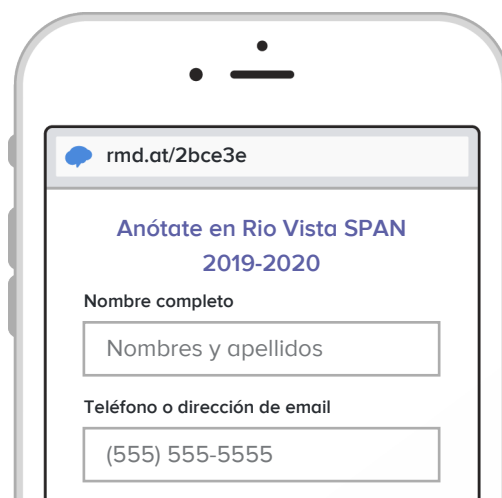 rmd.at/2bce3e
Anótate en Rio Vista SPAN
2019-2020
Nombre completo
Nombres y apellidos
Teléfono o dirección de email
(555) 555-5555